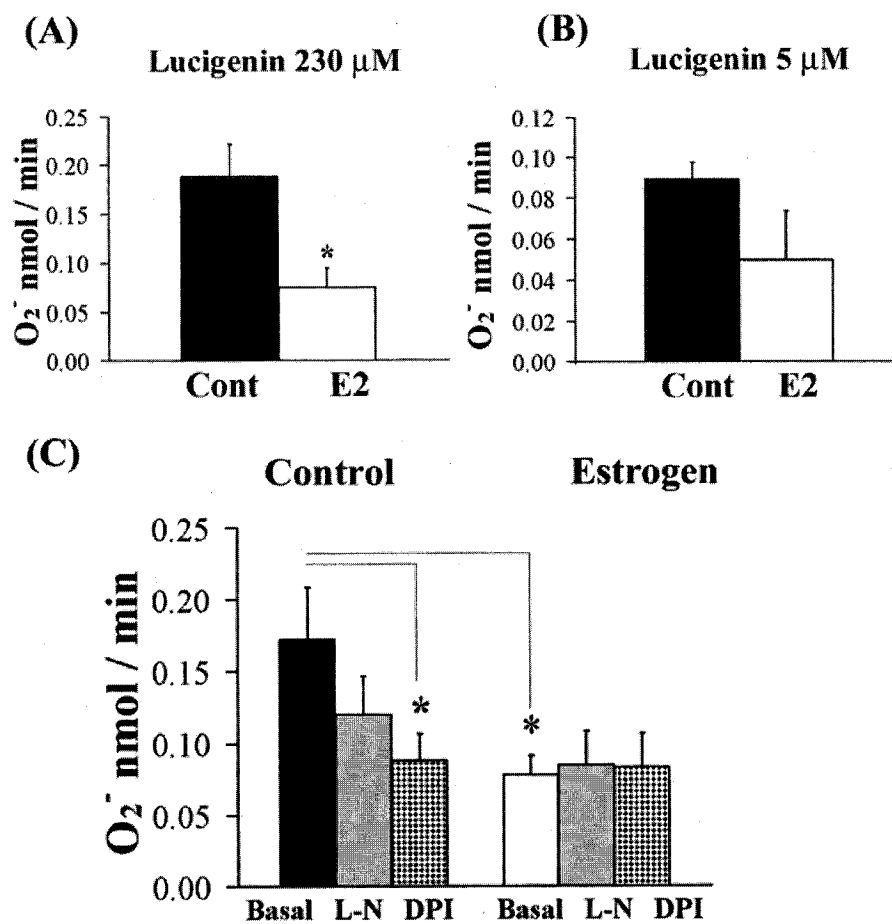 (A)
Lucigenin 230 µM
O₂⁻ nmol / min
0.25
0.20
0.15
0.10
0.05
0.00
*
Cont E2
(B)
Lucigenin 5 µM
O₂⁻ nmol / min
0.12
0.10
0.08
0.06
0.04
0.02
0.00
Cont E2
(C)
Control Estrogen
O₂⁻ nmol / min
0.25
0.20
0.15
0.10
0.05
0.00
* *
Basal L-N DPI Basal L-N DPI